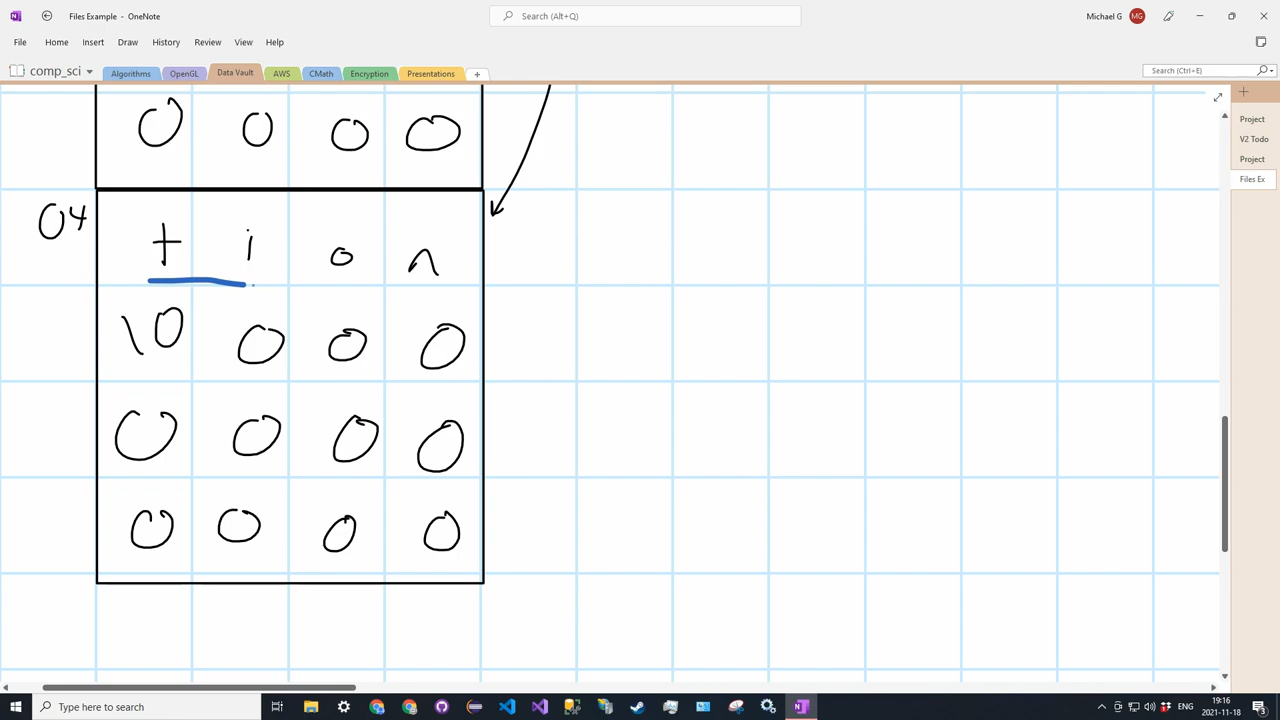 Files Example - OneNote
Search (Alt+Q)
Michael G
MG
File Home Insert Draw History Review View Help
comp_sci
Algorithms OpenGL Data Vault AWS CMath Encryption Presentations +
Search (Ctrl+E)
Project
V2 Todo
Project
Files Ex
0 0 0 0
04
t i o n
\0 0 0 0
0 0 0 0
0 0 0 0
Type here to search
ENG
19:16
2021-11-18